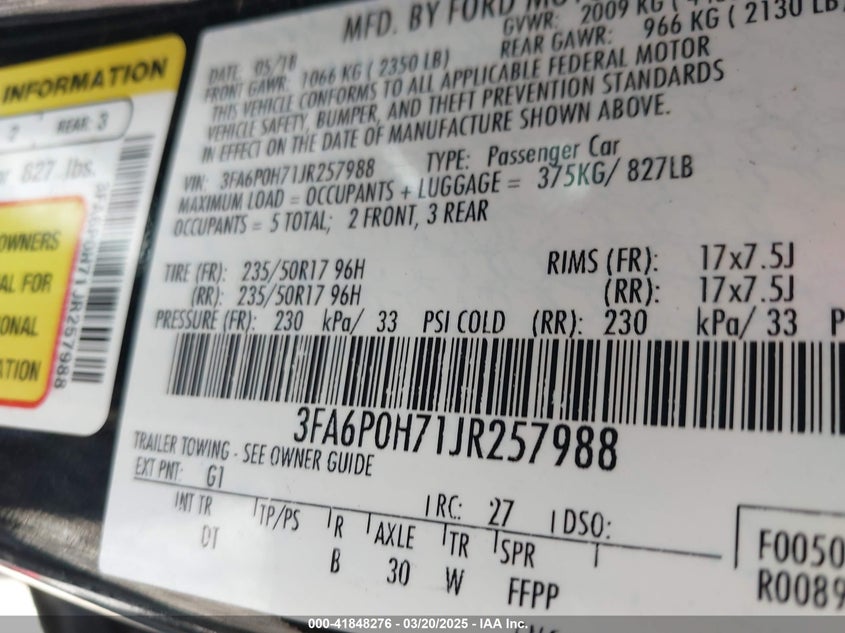 INFORMATION
REAR: 3
827 lbs.
3FA6P0H71JR257988
OWNERS
FOR
MFD. BY FORD
GVWR: 2009 KG
DATE: 05/18
FRONT GAWR: 1066 KG ( 2350 LB)
REAR GAWR: 966 KG ( 2130 LB)
THIS VEHICLE CONFORMS TO ALL APPLICABLE FEDERAL MOTOR
VEHICLE SAFETY, BUMPER, AND THEFT PREVENTION STANDARDS
IN EFFECT ON THE DATE OF MANUFACTURE SHOWN ABOVE.
VIN: 3FA6P0H71JR257988 TYPE: Passenger Car
MAXIMUM LOAD = OCCUPANTS + LUGGAGE = 375KG/ 827LB
OCCUPANTS = 5 TOTAL; 2 FRONT, 3 REAR
TIRE (FR): 235/50R17 96H RIMS (FR): 17x7.5J
(RR): 235/50R17 96H (RR): 17x7.5J
PRESSURE (FR): 230 kPa/ 33 PSI COLD (RR): 230 kPa/ 33 P
3FA6P0H71JR257988
TRAILER TOWING - SEE OWNER GUIDE
EXT PNT: G1 RC: 27 DSO:
INT TR TP/PS R AXLE TR SPR
DT B 30 W FFPP
F0050
R0089
000-41848276 - 03/20/2025 - IAA Inc.